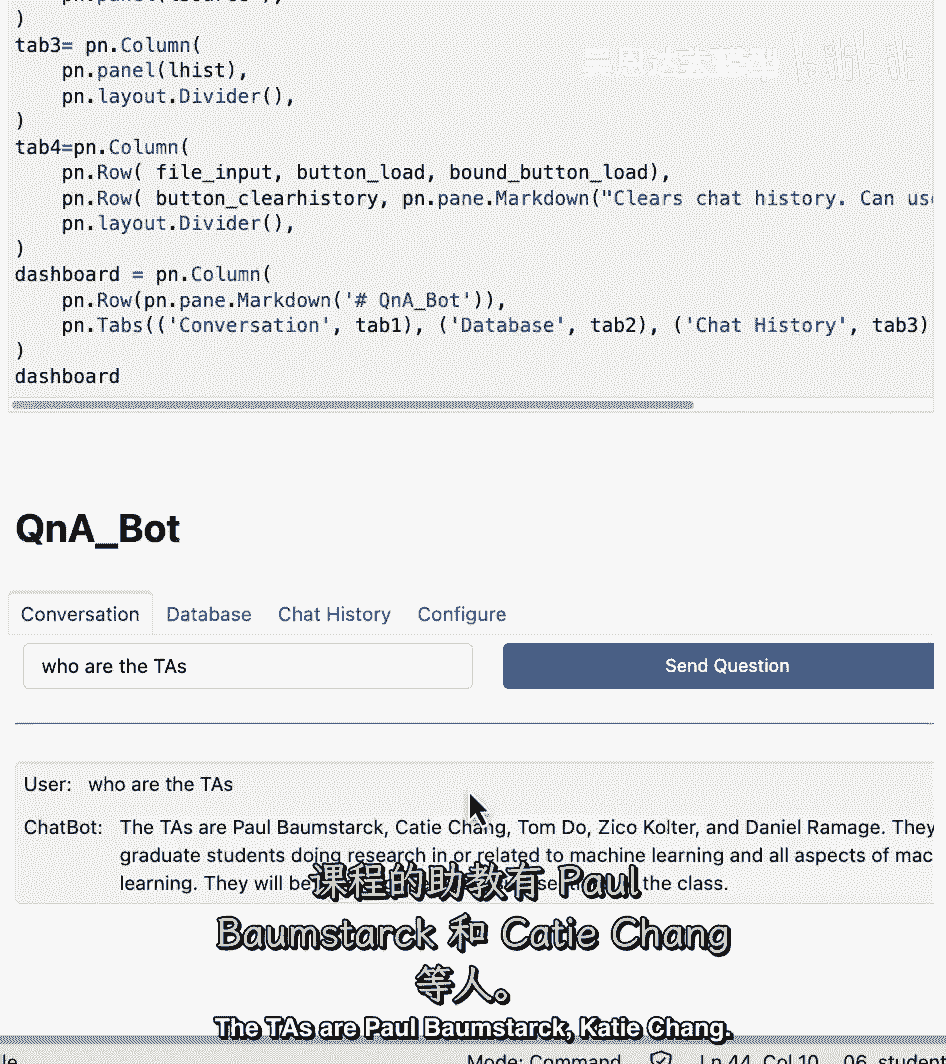 )
tab3= pn.Column(
pn.panel(lhist),
pn.layout.Divider(),
)
tab4=pn.Column(
pn.Row( file_input, button_load, bound_button_load),
pn.Row( button_clearhistory, pn.pane.Markdown("Clears chat history. Can us
pn.layout.Divider(),
)
dashboard = pn.Column(
pn.Row(pn.pane.Markdown('# QnA_Bot')),
pn.Tabs(('Conversation', tab1), ('Database', tab2), ('Chat History', tab3)
)
dashboard
QnA_Bot
Conversation Database Chat History Configure
who are the TAs Send Question
User: who are the TAs
ChatBot: The TAs are Paul Baumstarck, Catie Chang, Tom Do, Zico Kolter, and Daniel Ramage. They
graduate students doing research in or related to machine learning and all aspects of mac
learning. They will be the class.
课程的助教有 Paul
Baumstarck 和 Catie Chang
等人。
The TAs are Paul Baumstarck, Katie Chang.
Mode: Command Ln 44, Col 10 06_student